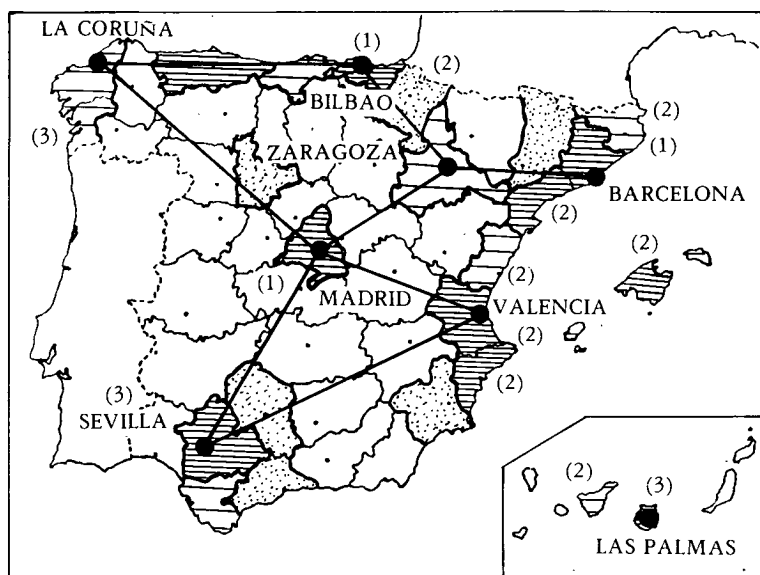 LA CORUÑA
(1)
(2)
BILBAO
(2)
(3)
ZARAGOZA
(1)
BARCELONA
(2)
(2)
(2)
(1)
MADRID
VALENCIA
(2)
(2)
(3)
SEVILLA
(2)
(3)
LAS PALMAS